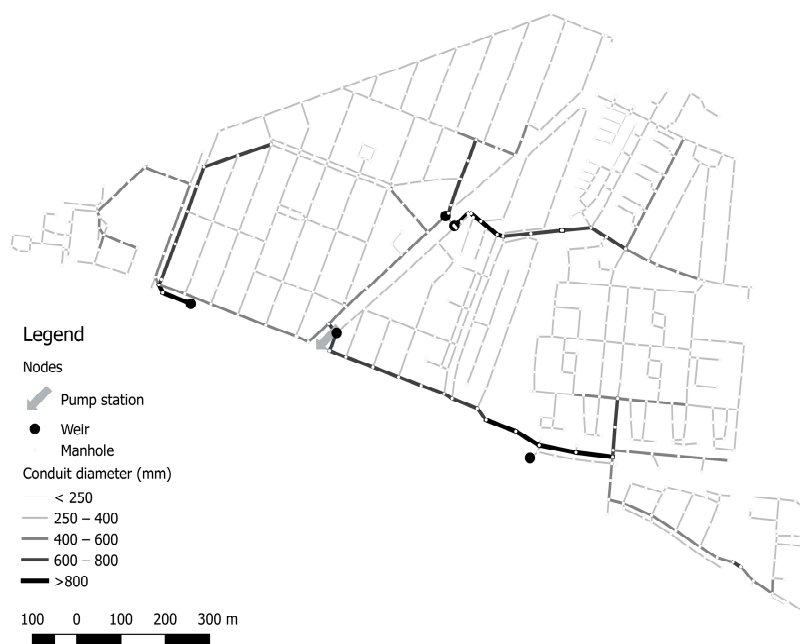 Legend
Nodes
Pump station
Weir
Manhole
Conduit diameter (mm)
< 250
250 – 400
400 – 600
600 – 800
>800
100 0 100 200 300 m